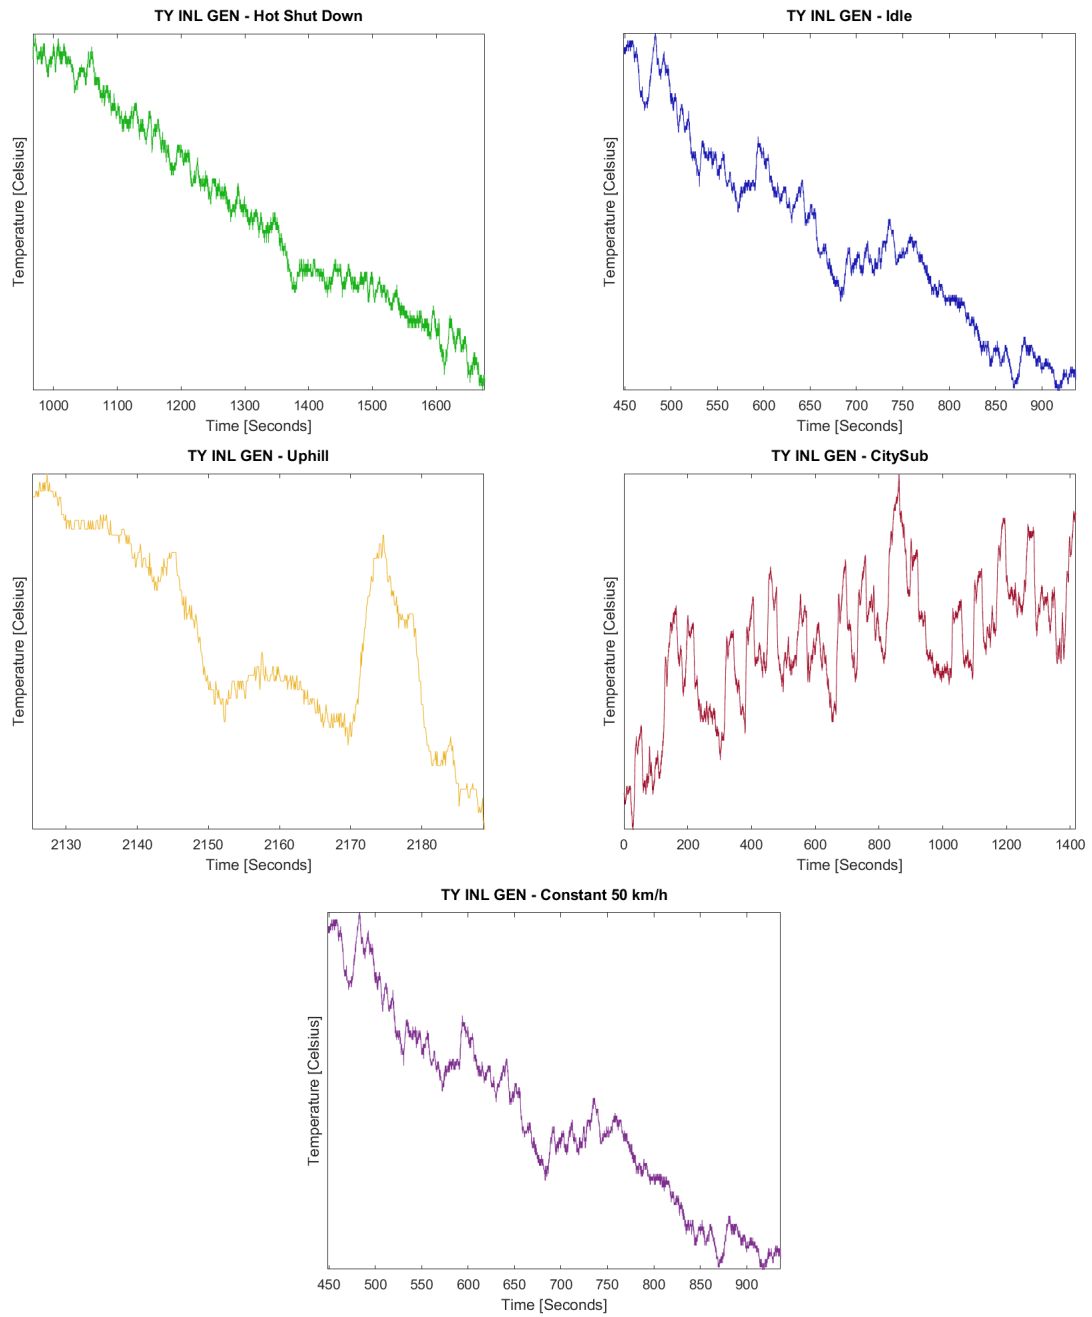 TY INL GEN - Hot Shut Down
Temperature [Celsius]
1000 1100 1200 1300 1400 1500 1600
Time [Seconds]
TY INL GEN - Idle
Temperature [Celsius]
450 500 550 600 650 700 750 800 850 900
Time [Seconds]
TY INL GEN - Uphill
Temperature [Celsius]
2130 2140 2150 2160 2170 2180
Time [Seconds]
TY INL GEN - CitySub
Temperature [Celsius]
0 200 400 600 800 1000 1200 1400
Time [Seconds]
TY INL GEN - Constant 50 km/h
Temperature [Celsius]
450 500 550 600 650 700 750 800 850 900
Time [Seconds]